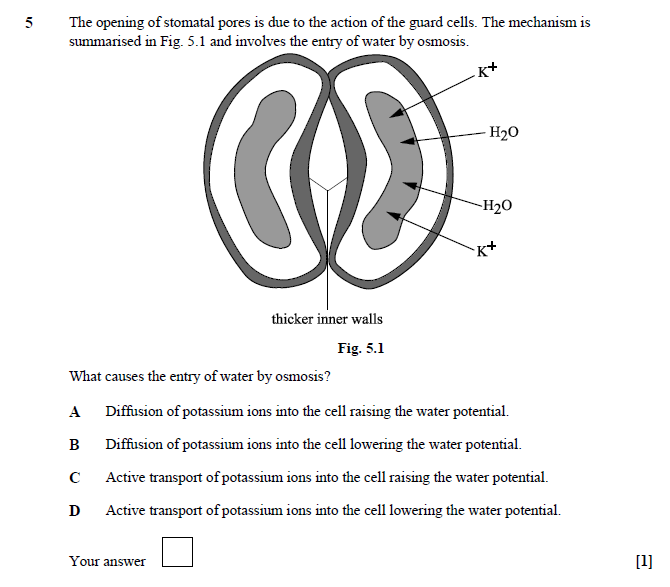 5 The opening of stomatal pores is due to the action of the guard cells. The mechanism is
summarised in Fig. 5.1 and involves the entry of water by osmosis.
K+
H2O
H2O
K+
thicker inner walls
Fig. 5.1
What causes the entry of water by osmosis?
A Diffusion of potassium ions into the cell raising the water potential.
B Diffusion of potassium ions into the cell lowering the water potential.
C Active transport of potassium ions into the cell raising the water potential.
D Active transport of potassium ions into the cell lowering the water potential.
Your answer [1]